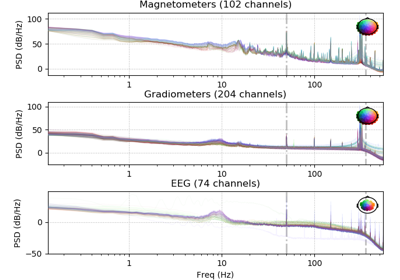 Magnetometers (102 channels)
PSD (dB/Hz)
100
50
0
1
10
100
Gradiometers (204 channels)
PSD (dB/Hz)
100
50
0
1
10
100
EEG (74 channels)
PSD (dB/Hz)
0
−50
1
10
100
Freq (Hz)